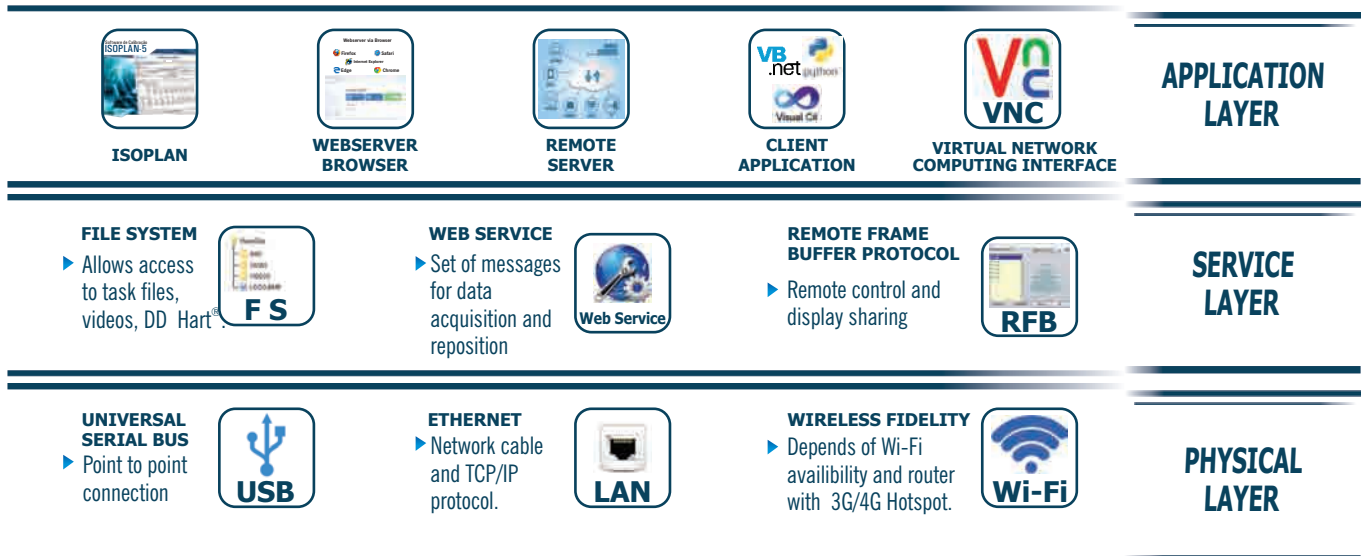 Software de Calibração
ISOPLAN-5
ISOPLAN
Webserver via Browser
Firefox
Safari
Internet Explorer
Edge
Chrome
WEBSERVER
BROWSER
REMOTE
SERVER
VB
.net
python
Visual C#
CLIENT
APPLICATION
VNC
VNC
VIRTUAL NETWORK
COMPUTING INTERFACE
APPLICATION
LAYER
FILE SYSTEM
Allows access
to task files,
videos, DD Hart®.
F S
WEB SERVICE
Set of messages
for data
acquisition and
reposition
Web Service
REMOTE FRAME
BUFFER PROTOCOL
Remote control and
display sharing
RFB
SERVICE
LAYER
UNIVERSAL
SERIAL BUS
Point to point
connection
USB
ETHERNET
Network cable
and TCP/IP
protocol.
LAN
WIRELESS FIDELITY
Depends of Wi-Fi
availibility and router
with 3G/4G Hotspot.
Wi-Fi
PHYSICAL
LAYER